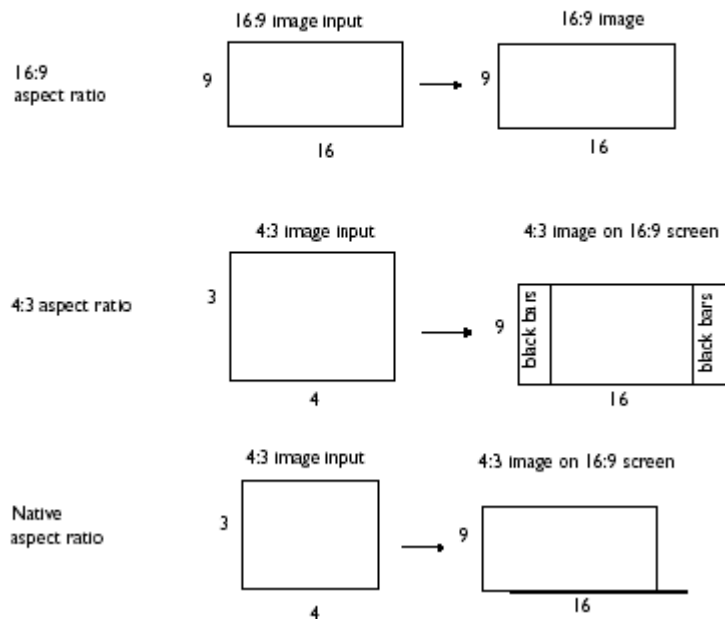 16:9 image input
16:9 image
16:9
aspect ratio
9
9
16
16
4:3 image input
4:3 image on 16:9 screen
4:3 aspect ratio
3
9
black bars
black bars
4
16
4:3 image input
4:3 image on 16:9 screen
Native
aspect ratio
3
9
4
16